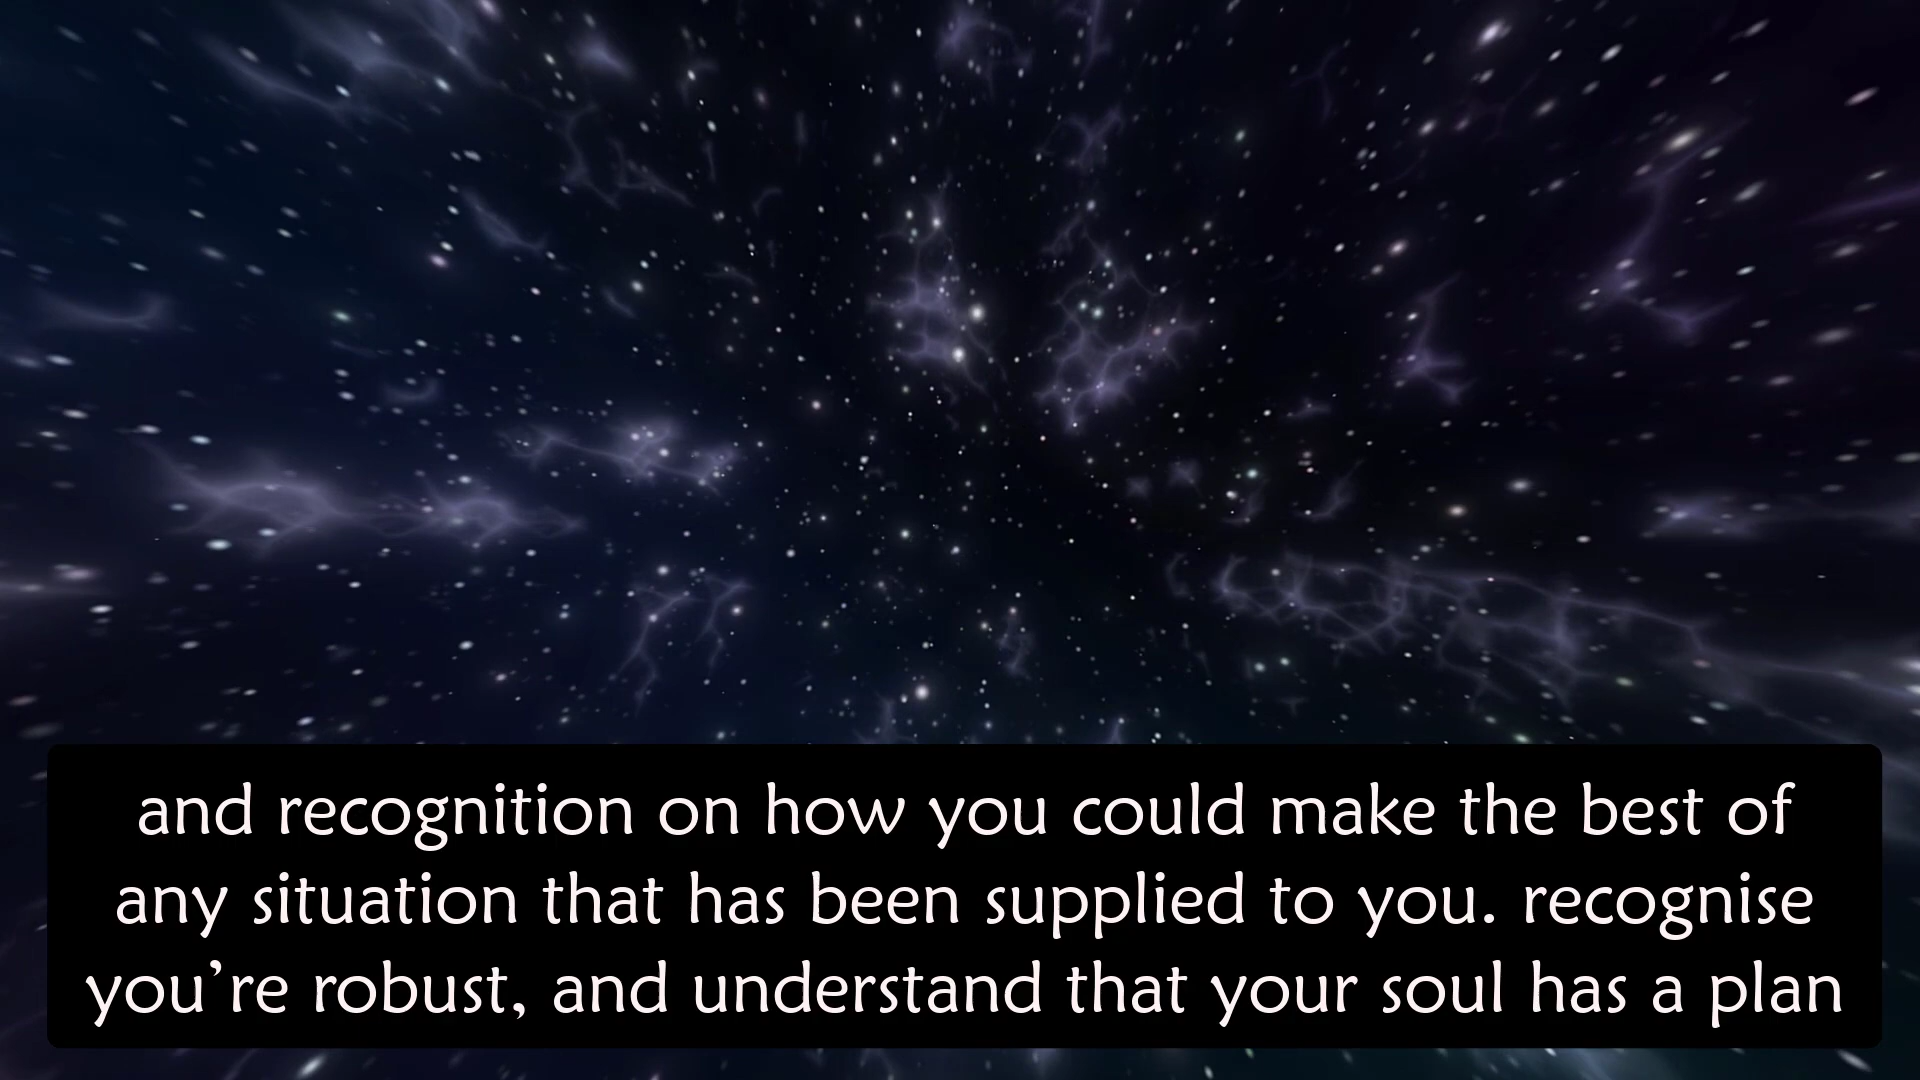 and recognition on how you could make the best of
any situation that has been supplied to you. recognise
you’re robust, and understand that your soul has a plan